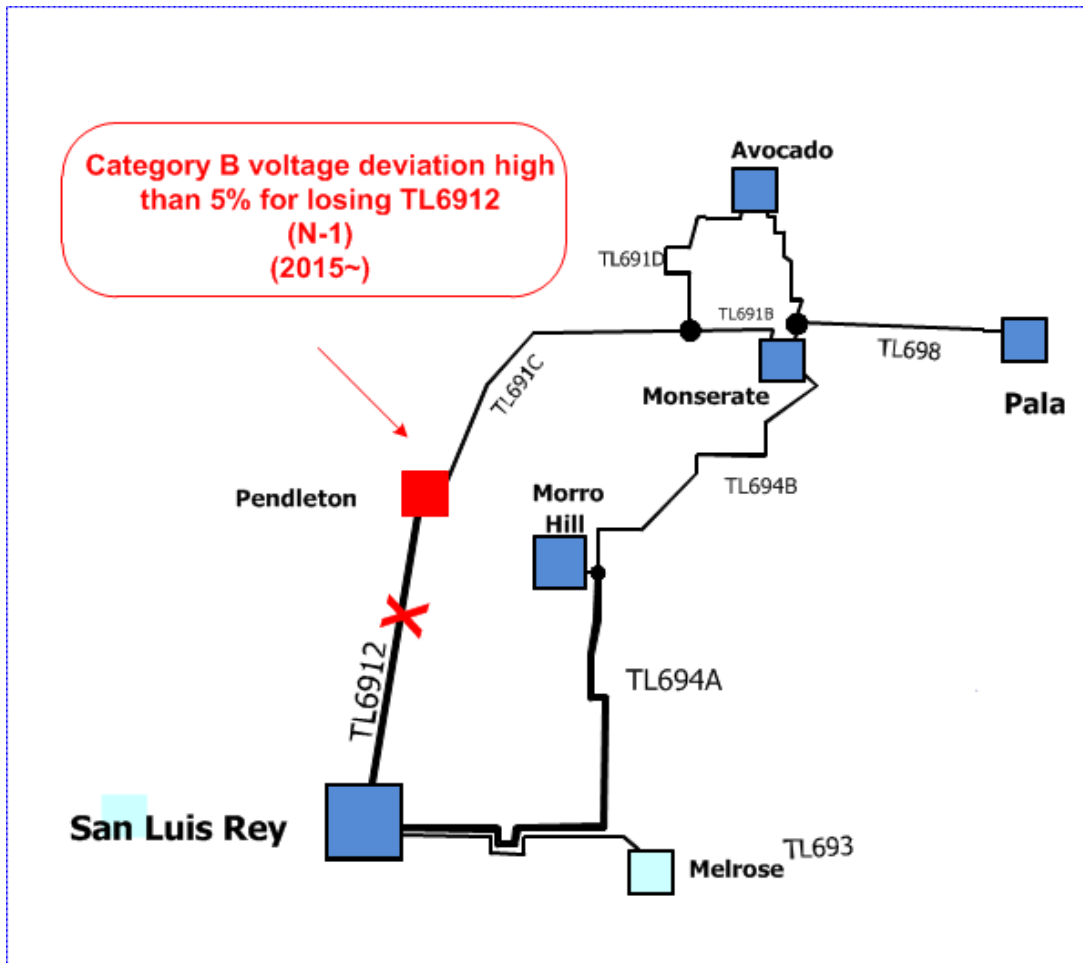 Category B voltage deviation high
than 5% for losing TL6912
(N-1)
(2015~)
Avocado
TL691D
TL691B
TL698
Monserate
Pala
TL691C
TL694B
Pendleton
Morro
Hill
TL6912
TL694A
San Luis Rey
TL693
Melrose